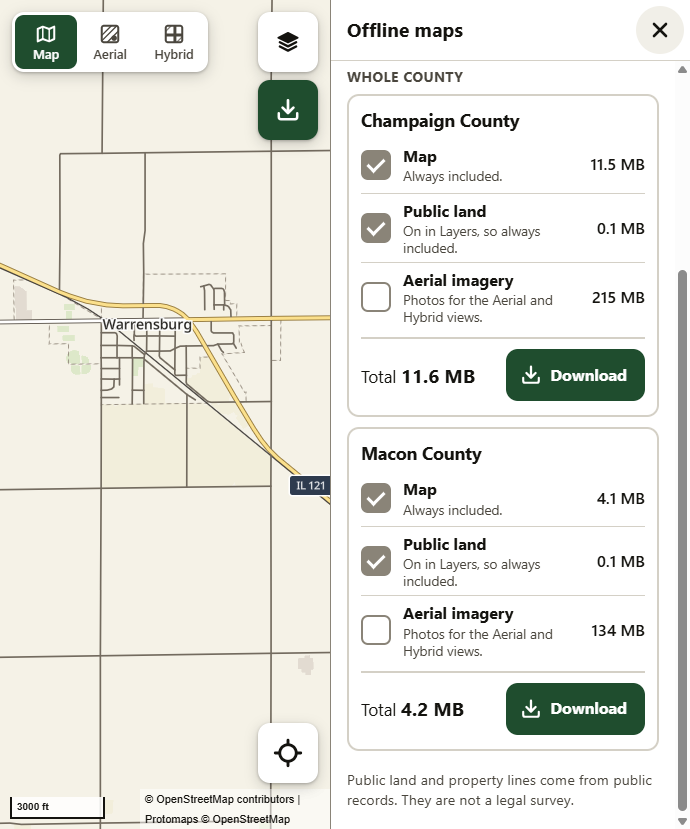 Map
Aerial
Hybrid
Warrensburg
IL 121
3000 ft
© OpenStreetMap contributors |
Protomaps © OpenStreetMap
Offline maps
WHOLE COUNTY
Champaign County
Map
11.5 MB
Always included.
Public land
0.1 MB
On in Layers, so always
included.
Aerial imagery
215 MB
Photos for the Aerial and
Hybrid views.
Total 11.6 MB
Download
Macon County
Map
4.1 MB
Always included.
Public land
0.1 MB
On in Layers, so always
included.
Aerial imagery
134 MB
Photos for the Aerial and
Hybrid views.
Total 4.2 MB
Download
Public land and property lines come from public
records. They are not a legal survey.